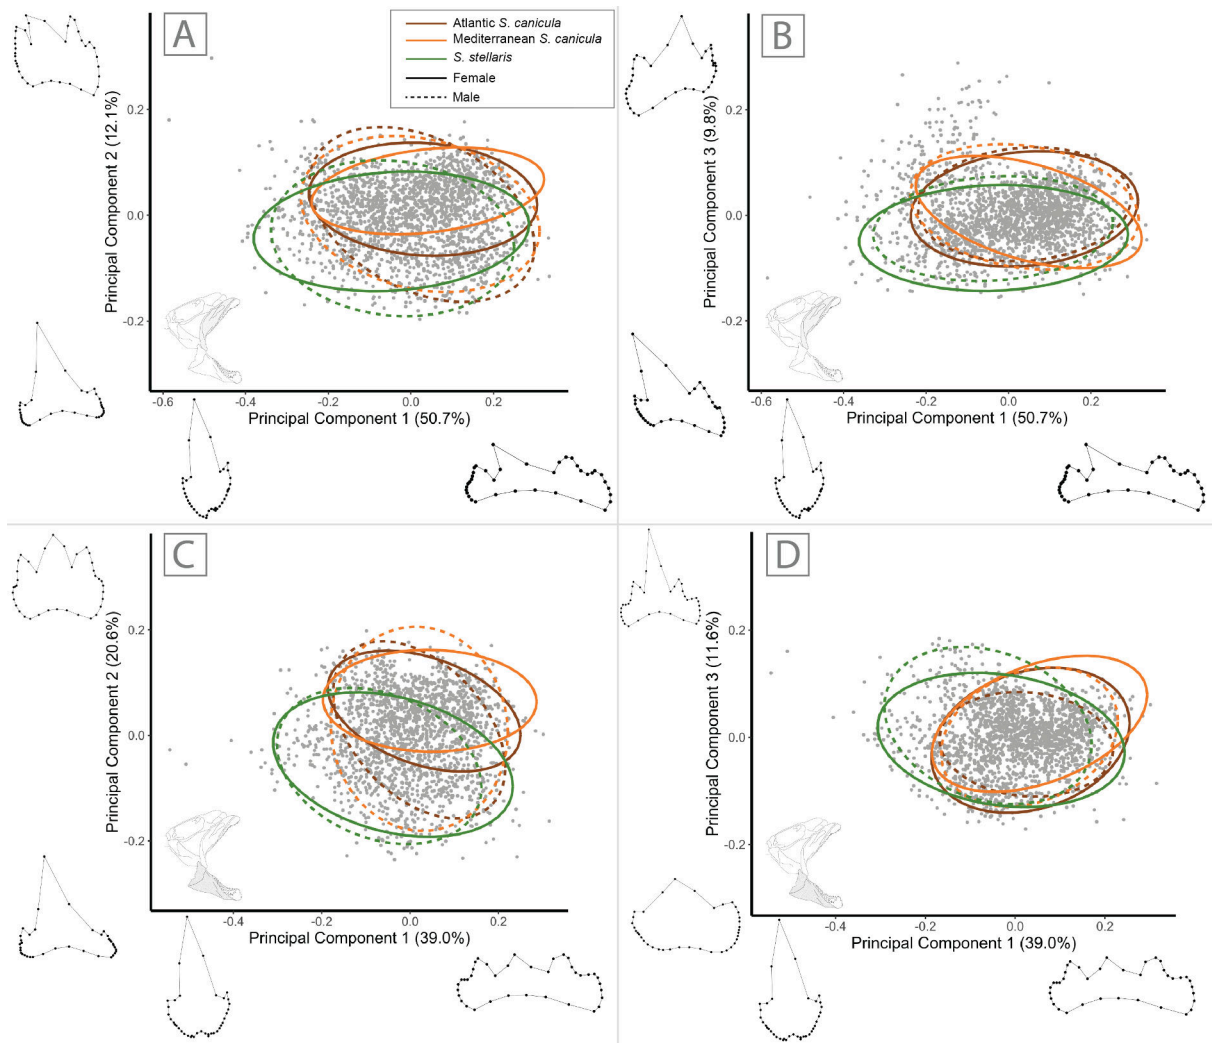 A
Atlantic S. canicula
Mediterranean S. canicula
S. stellaris
Female
Male
Principal Component 2 (12.1%)
0.2
0.0
-0.2
-0.6
-0.4
-0.2
0.0
0.2
Principal Component 1 (50.7%)
B
Principal Component 3 (9.8%)
0.2
0.0
-0.2
-0.6
-0.4
-0.2
0.0
0.2
Principal Component 1 (50.7%)
C
Principal Component 2 (20.6%)
0.2
0.0
-0.2
-0.4
-0.2
0.0
0.2
Principal Component 1 (39.0%)
D
Principal Component 3 (11.6%)
0.2
0.0
-0.2
-0.4
-0.2
0.0
0.2
Principal Component 1 (39.0%)